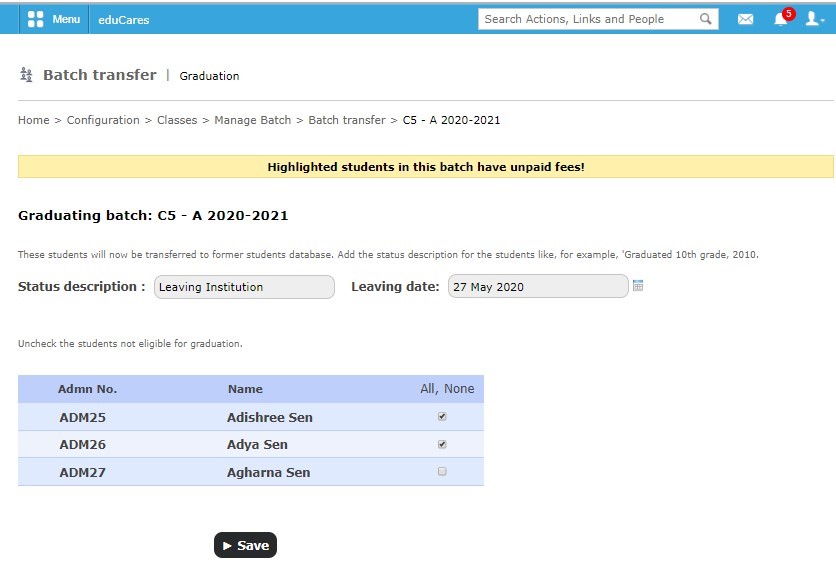 Menu eduCares Search Actions, Links and People 5
Batch transfer | Graduation
Home > Configuration > Classes > Manage Batch > Batch transfer > C5 - A 2020-2021
Highlighted students in this batch have unpaid fees!
Graduating batch: C5 - A 2020-2021
These students will now be transferred to former students database. Add the status description for the students like, for example, 'Graduated 10th grade, 2010.
Status description : Leaving Institution Leaving date: 27 May 2020
Uncheck the students not eligible for graduation.
Admn No. Name All, None
ADM25 Adishree Sen
ADM26 Adya Sen
ADM27 Agharna Sen
Save